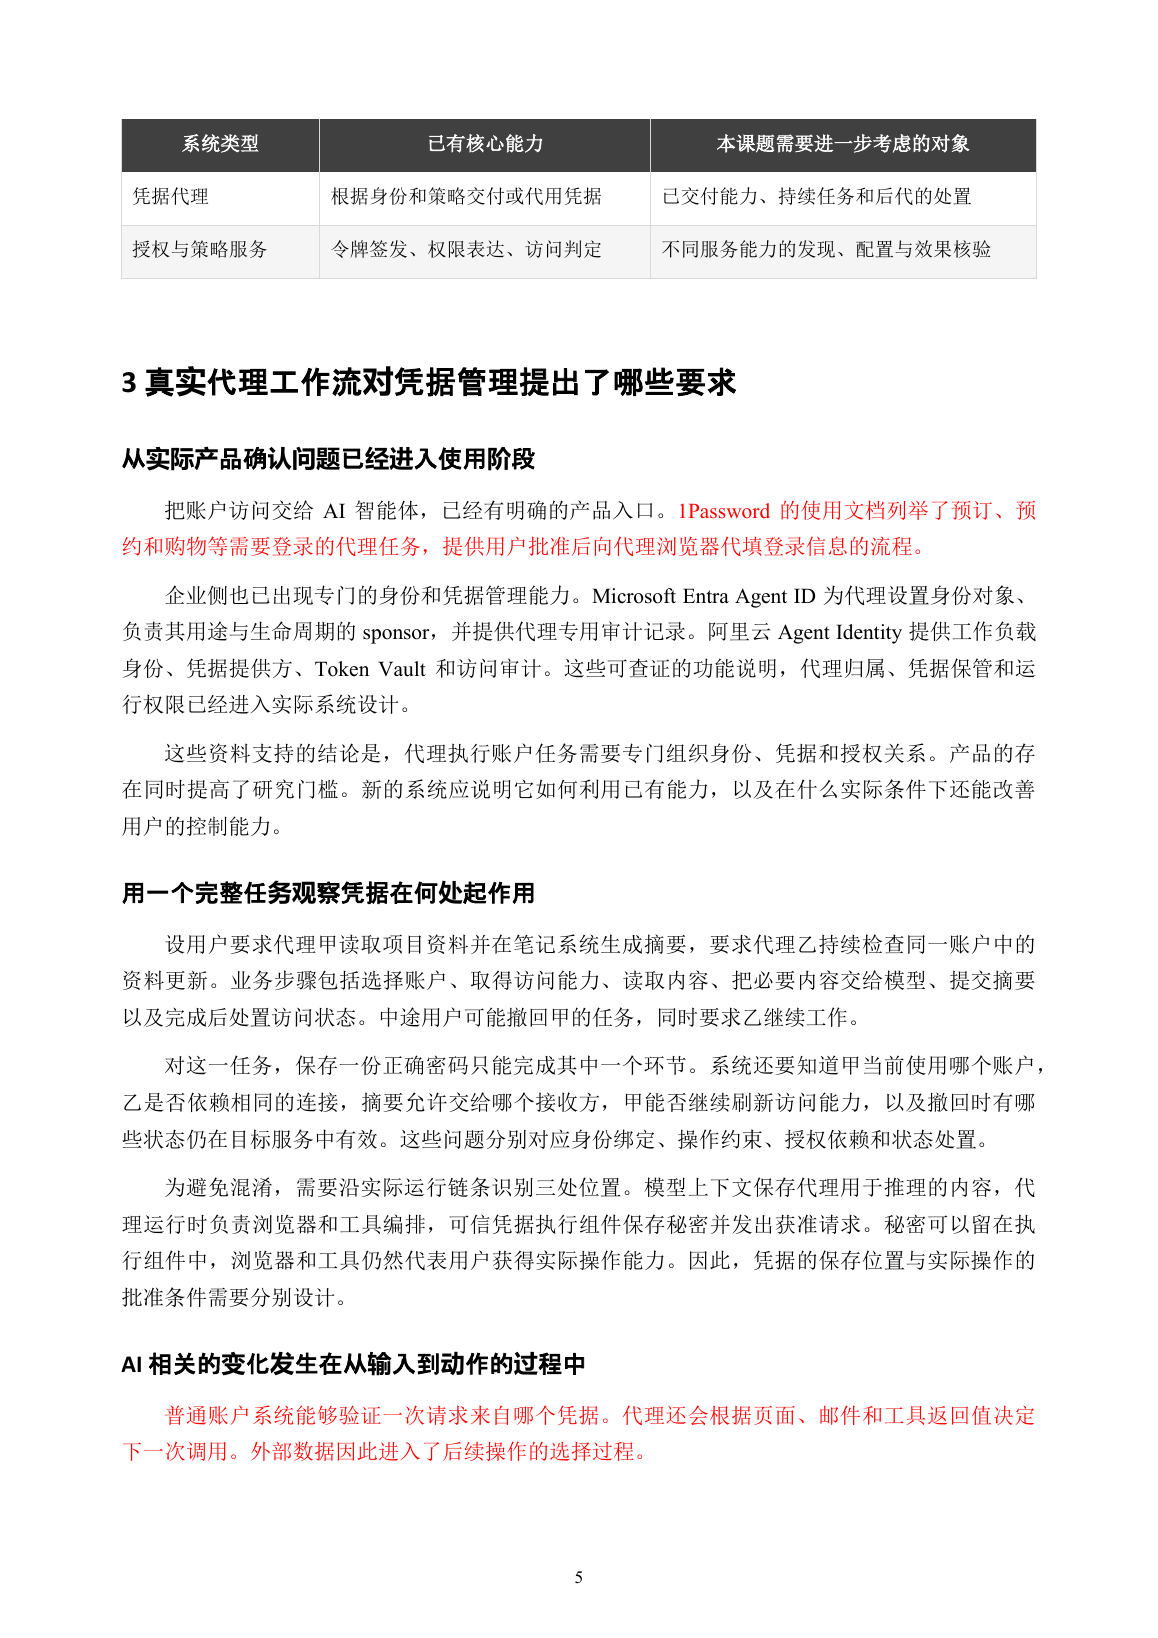 系统类型 已有核心能力 本课题需要进一步考虑的对象
凭据代理 根据身份和策略交付或代用凭据 已交付能力、持续任务和后代的处置
授权与策略服务 令牌签发、权限表达、访问判定 不同服务能力的发现、配置与效果核验
3 真实代理工作流对凭据管理提出了哪些要求
从实际产品确认问题已经进入使用阶段
把账户访问交给 AI 智能体，已经有明确的产品入口。1Password 的使用文档列举了预订、预
约和购物等需要登录的代理任务，提供用户批准后向代理浏览器代填登录信息的流程。
企业侧也已出现专门的身份和凭据管理能力。Microsoft Entra Agent ID 为代理设置身份对象、
负责其用途与生命周期的 sponsor，并提供代理专用审计记录。阿里云 Agent Identity 提供工作负载
身份、凭据提供方、Token Vault 和访问审计。这些可查证的功能说明，代理归属、凭据保管和运
行权限已经进入实际系统设计。
这些资料支持的结论是，代理执行账户任务需要专门组织身份、凭据和授权关系。产品的存
在同时提高了研究门槛。新的系统应说明它如何利用已有能力，以及在什么实际条件下还能改善
用户的控制能力。
用一个完整任务观察凭据在何处起作用
设用户要求代理甲读取项目资料并在笔记系统生成摘要，要求代理乙持续检查同一账户中的
资料更新。业务步骤包括选择账户、取得访问能力、读取内容、把必要内容交给模型、提交摘要
以及完成后处置访问状态。中途用户可能撤回甲的任务，同时要求乙继续工作。
对这一任务，保存一份正确密码只能完成其中一个环节。系统还要知道甲当前使用哪个账户，
乙是否依赖相同的连接，摘要允许交给哪个接收方，甲能否继续刷新访问能力，以及撤回时有哪
些状态仍在目标服务中有效。这些问题分别对应身份绑定、操作约束、授权依赖和状态处置。
为避免混淆，需要沿实际运行链条识别三处位置。模型上下文保存代理用于推理的内容，代
理运行时负责浏览器和工具编排，可信凭据执行组件保存秘密并发出获准请求。秘密可以留在执
行组件中，浏览器和工具仍然代表用户获得实际操作能力。因此，凭据的保存位置与实际操作的
批准条件需要分别设计。
AI 相关的变化发生在从输入到动作的过程中
普通账户系统能够验证一次请求来自哪个凭据。代理还会根据页面、邮件和工具返回值决定
下一次调用。外部数据因此进入了后续操作的选择过程。
5